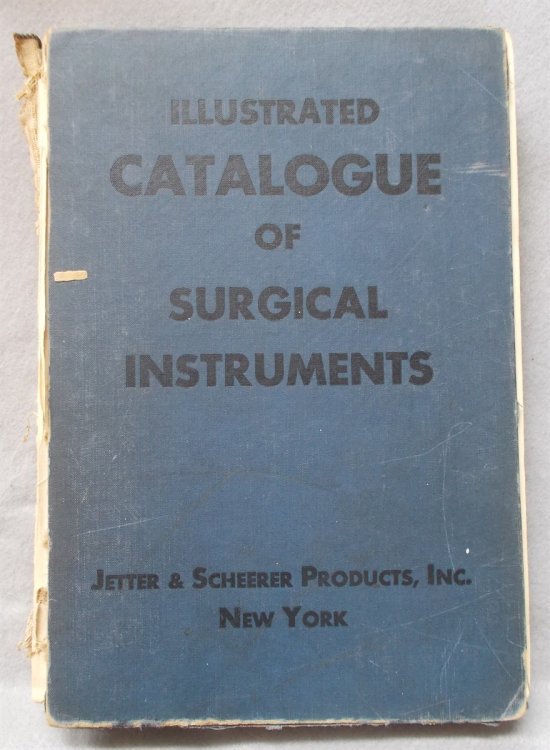 ILLUSTRATED
CATALOGUE
OF
SURGICAL
INSTRUMENTS
JETTER & SCHEERER PRODUCTS, INC.
NEW YORK